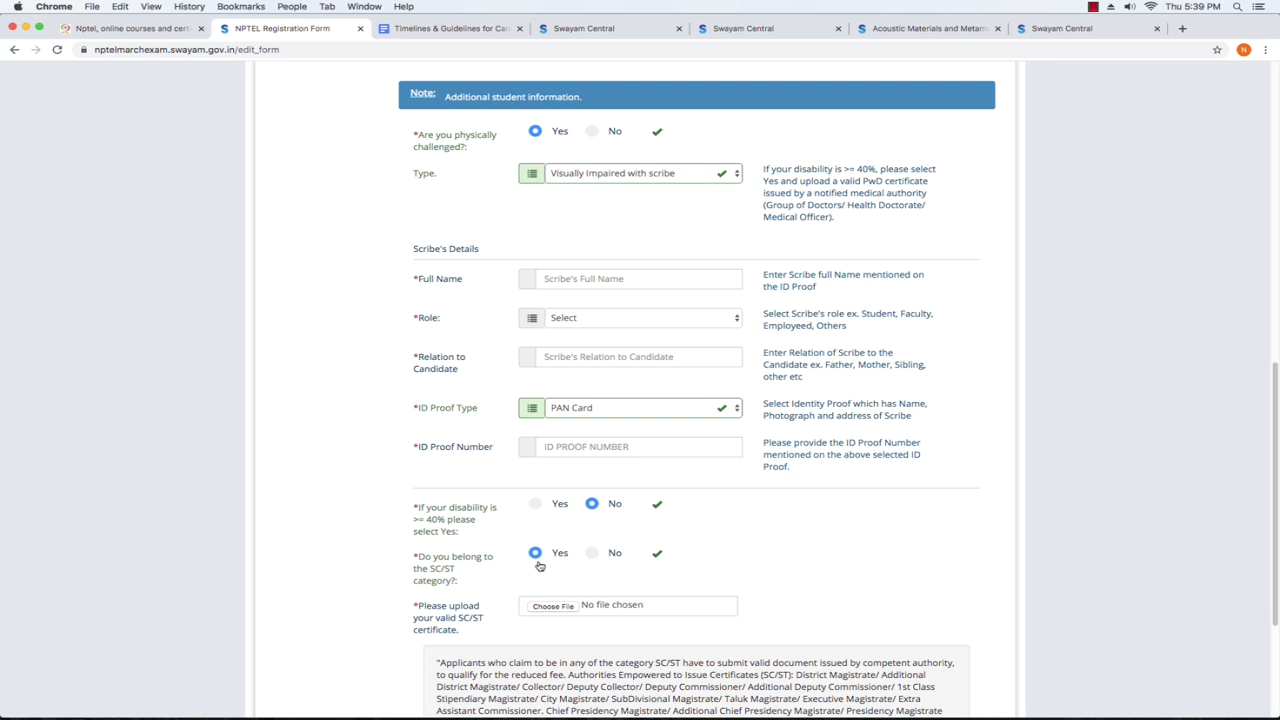 Chrome File Edit View History Bookmarks People Tab Window Help Thu 5:39 PM
Nptel, online courses and certi NPTEL Registration Form Timelines & Guidelines for Can Swayam Central Swayam Central Acoustic Materials and Metam Swayam Central
nptelmarchexam.swayam.gov.in/edit_form N
Note: Additional student information.
*Are you physically challenged?: Yes No
Type. Visually Impaired with scribe
If your disability is >= 40%, please select
Yes and upload a valid PwD certificate
issued by a notified medical authority
(Group of Doctors/ Health Doctorate/
Medical Officer).
Scribe's Details
*Full Name Scribe's Full Name Enter Scribe full Name mentioned on
the ID Proof
*Role: Select Select Scribe's role ex. Student, Faculty,
Employeed, Others
*Relation to Scribe's Relation to Candidate Enter Relation of Scribe to the
Candidate Candidate ex. Father, Mother, Sibling,
other etc
*ID Proof Type PAN Card Select Identity Proof which has Name,
Photograph and address of Scribe
*ID Proof Number ID PROOF NUMBER Please provide the ID Proof Number
mentioned on the above selected ID
Proof.
*If your disability is Yes No
>= 40% please
select Yes:
*Do you belong to Yes No
the SC/ST
category?:
*Please upload Choose File No file chosen
your valid SC/ST
certificate.
"Applicants who claim to be in any of the category SC/ST have to submit valid document issued by competent authority,
to qualify for the reduced fee. Authorities Empowered to Issue Certificates (SC/ST): District Magistrate/ Additional
District Magistrate/ Collector/ Deputy Collector/ Deputy Commissioner/ Additional Deputy Commissioner/ 1st Class
Stipendiary Magistrate/ City Magistrate/ SubDivisional Magistrate/ Taluk Magistrate/ Executive Magistrate/ Extra
Assistant Commissioner. Chief Presidency Magistrate/ Additional Chief Presidency Magistrate/ Presidency Magistrate